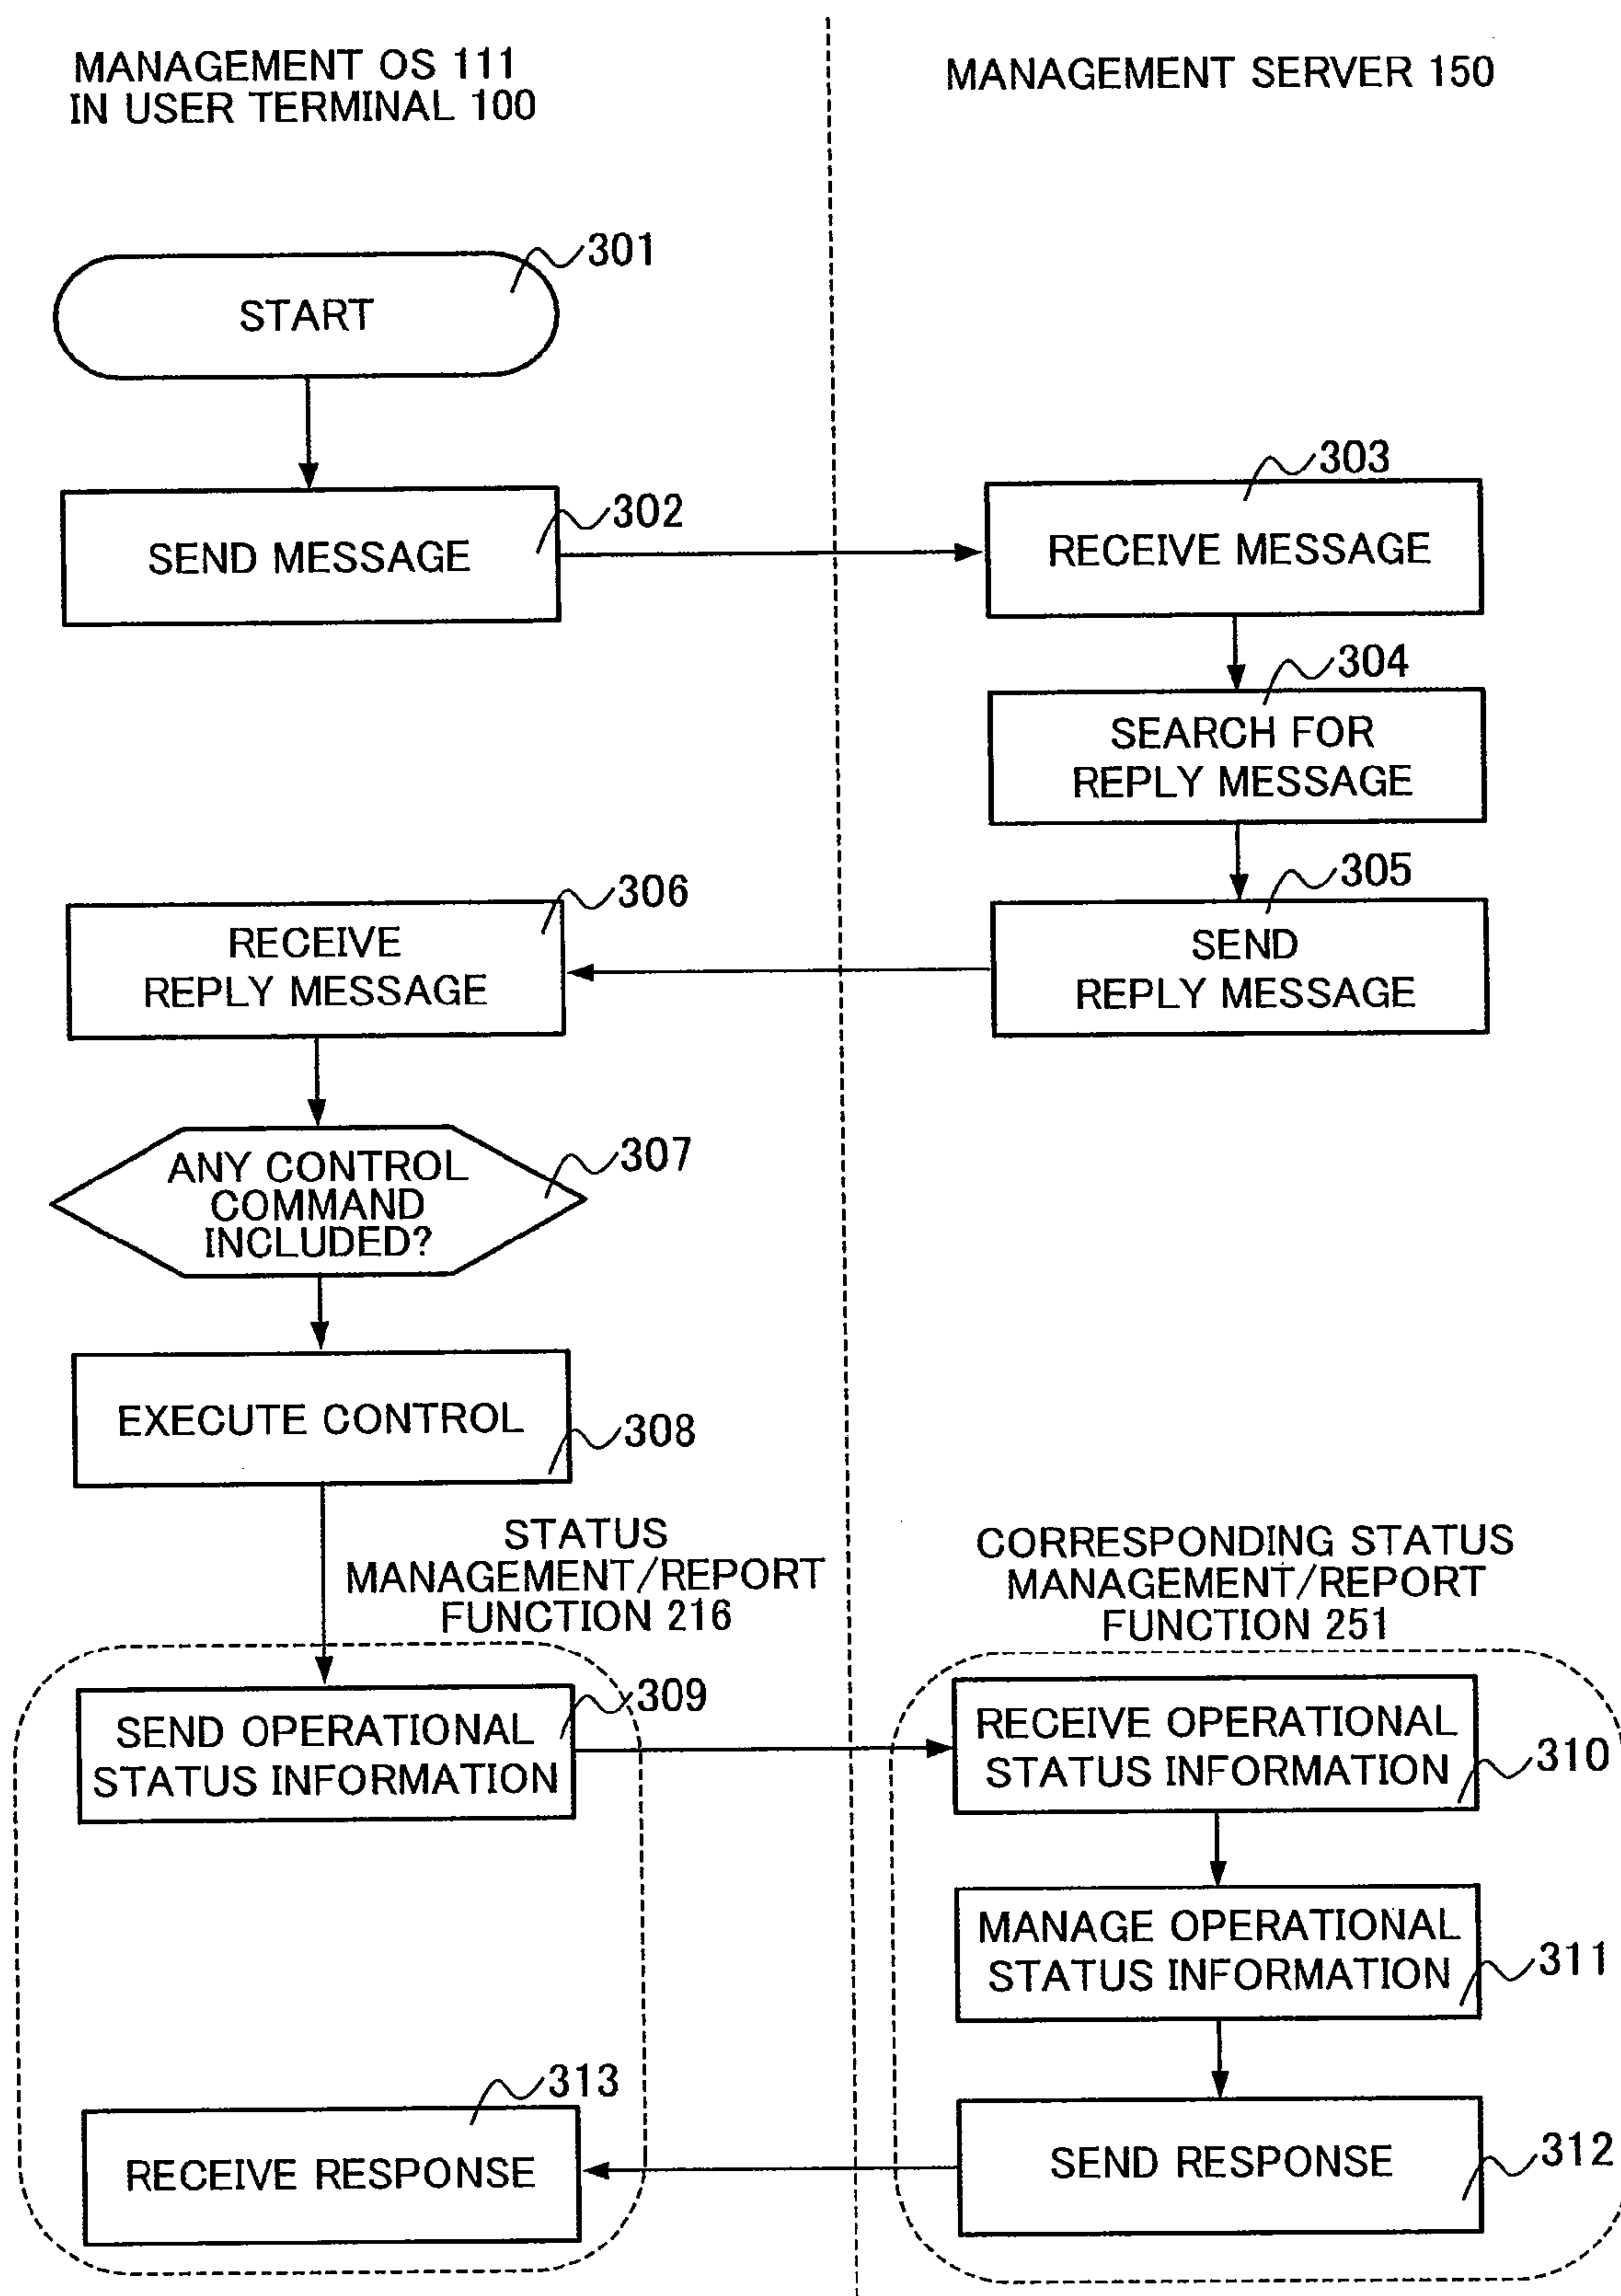 MANAGEMENT OS 111
IN USER TERMINAL 100
MANAGEMENT SERVER 150
301
START
302
SEND MESSAGE
303
RECEIVE MESSAGE
304
SEARCH FOR
REPLY MESSAGE
305
SEND
REPLY MESSAGE
306
RECEIVE
REPLY MESSAGE
307
ANY CONTROL
COMMAND
INCLUDED?
EXECUTE CONTROL
308
STATUS
MANAGEMENT/REPORT
FUNCTION 216
CORRESPONDING STATUS
MANAGEMENT/REPORT
FUNCTION 251
309
SEND OPERATIONAL
STATUS INFORMATION
RECEIVE OPERATIONAL
STATUS INFORMATION
310
MANAGE OPERATIONAL
STATUS INFORMATION
311
SEND RESPONSE
312
313
RECEIVE RESPONSE